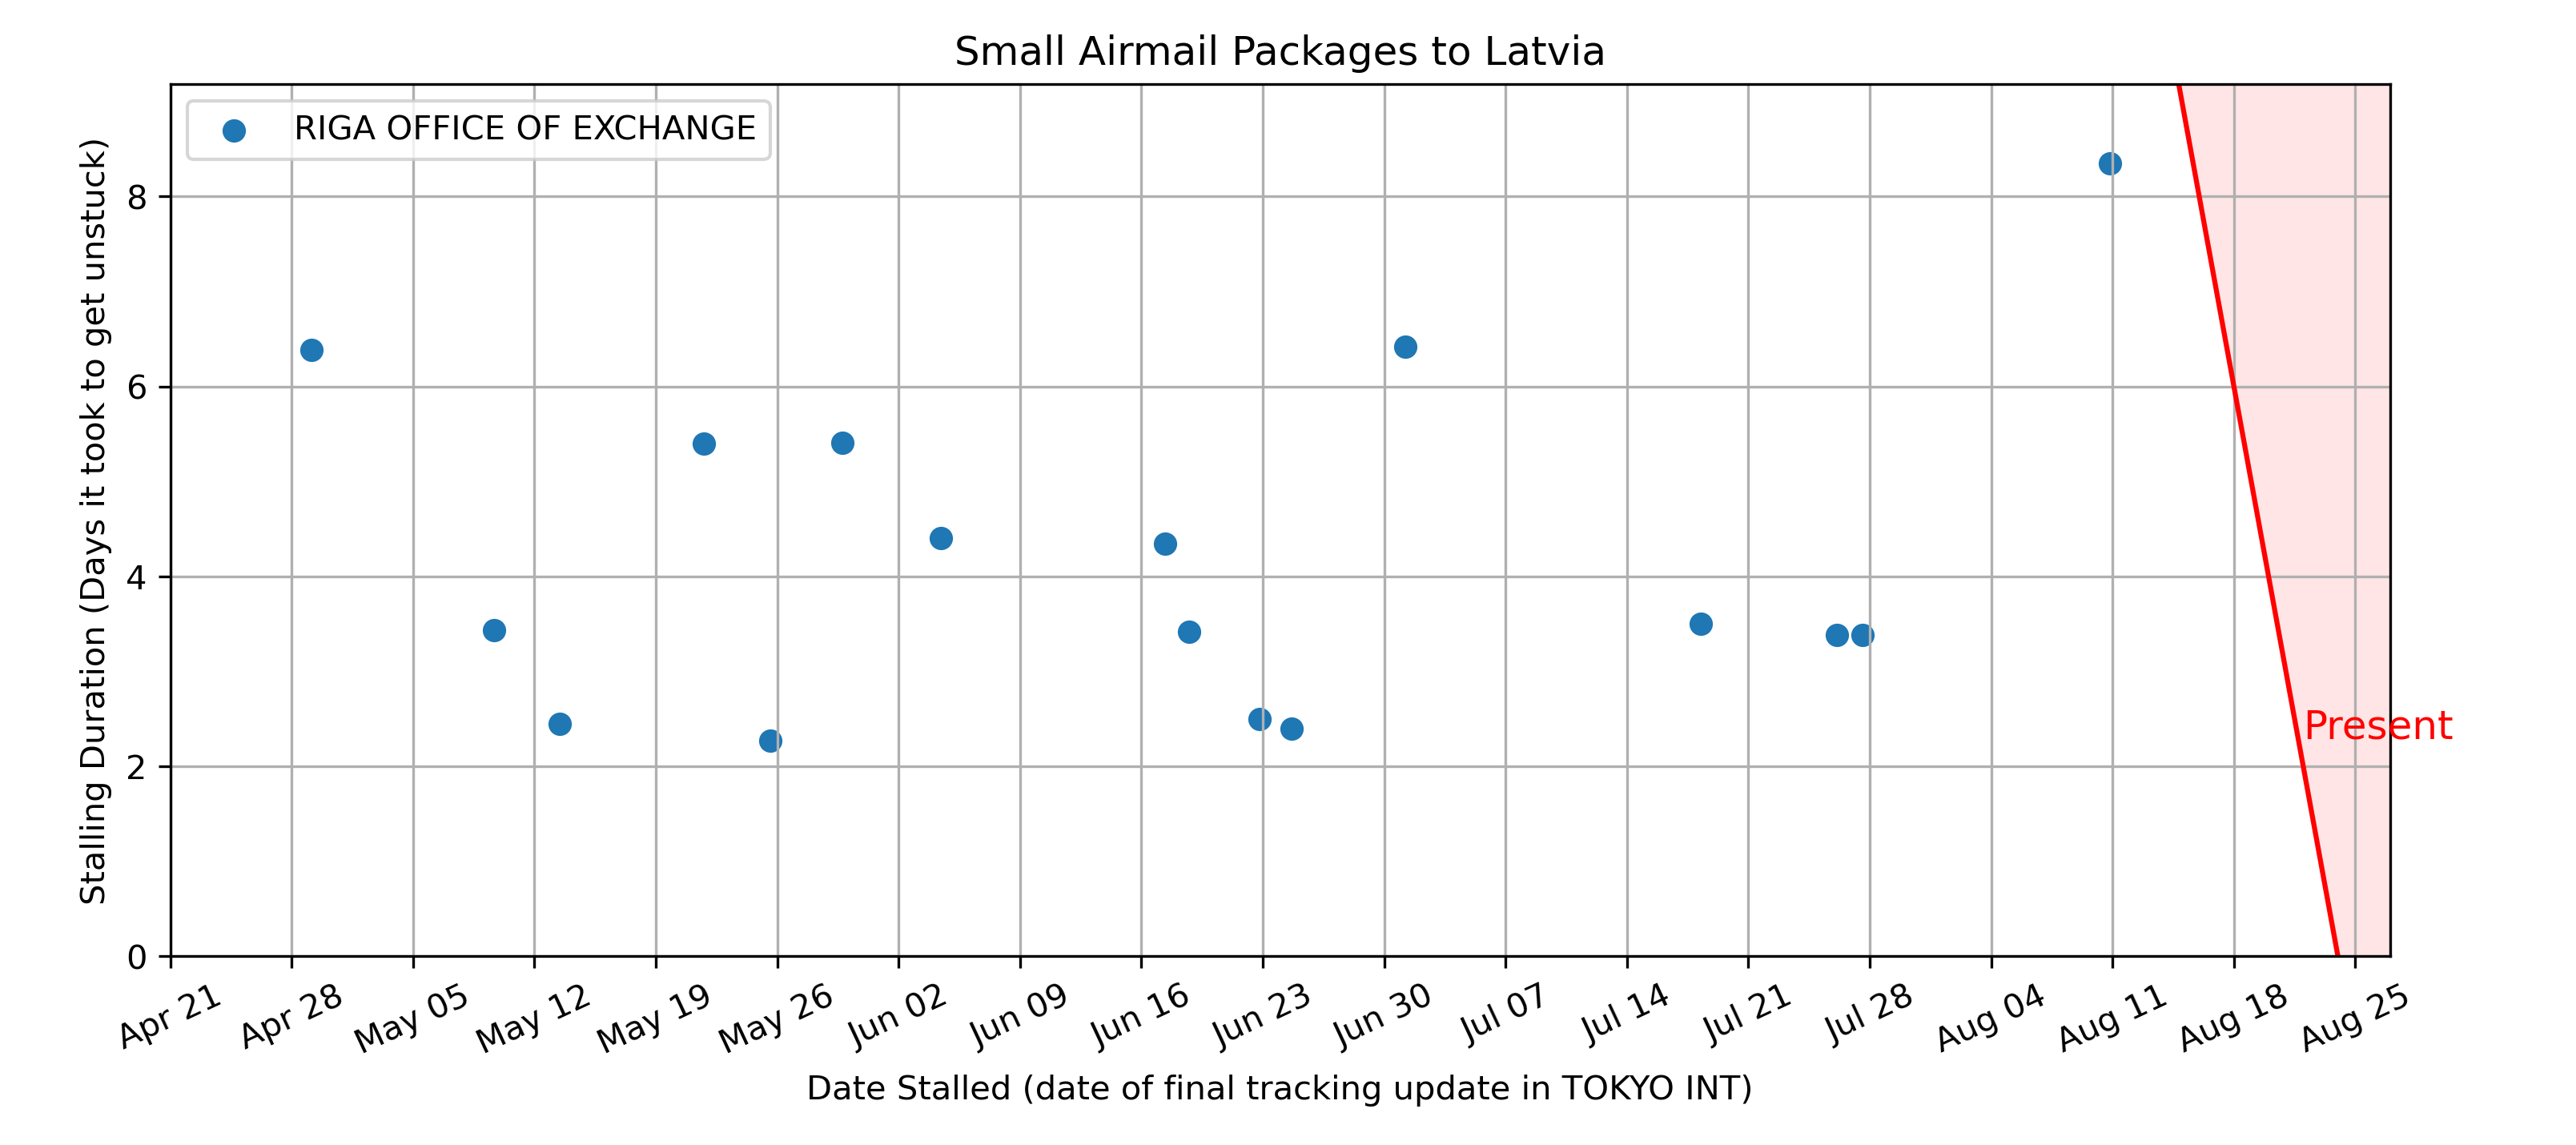 Small Airmail Packages to Latvia
RIGA OFFICE OF EXCHANGE
Stalling Duration (Days it took to get unstuck)
8
6
4
2
0
Present
Apr 21
Apr 28
May 05
May 12
May 19
May 26
Jun 02
Jun 09
Jun 16
Jun 23
Jun 30
Jul 07
Jul 14
Jul 21
Jul 28
Aug 04
Aug 11
Aug 18
Aug 25
Date Stalled (date of final tracking update in TOKYO INT)